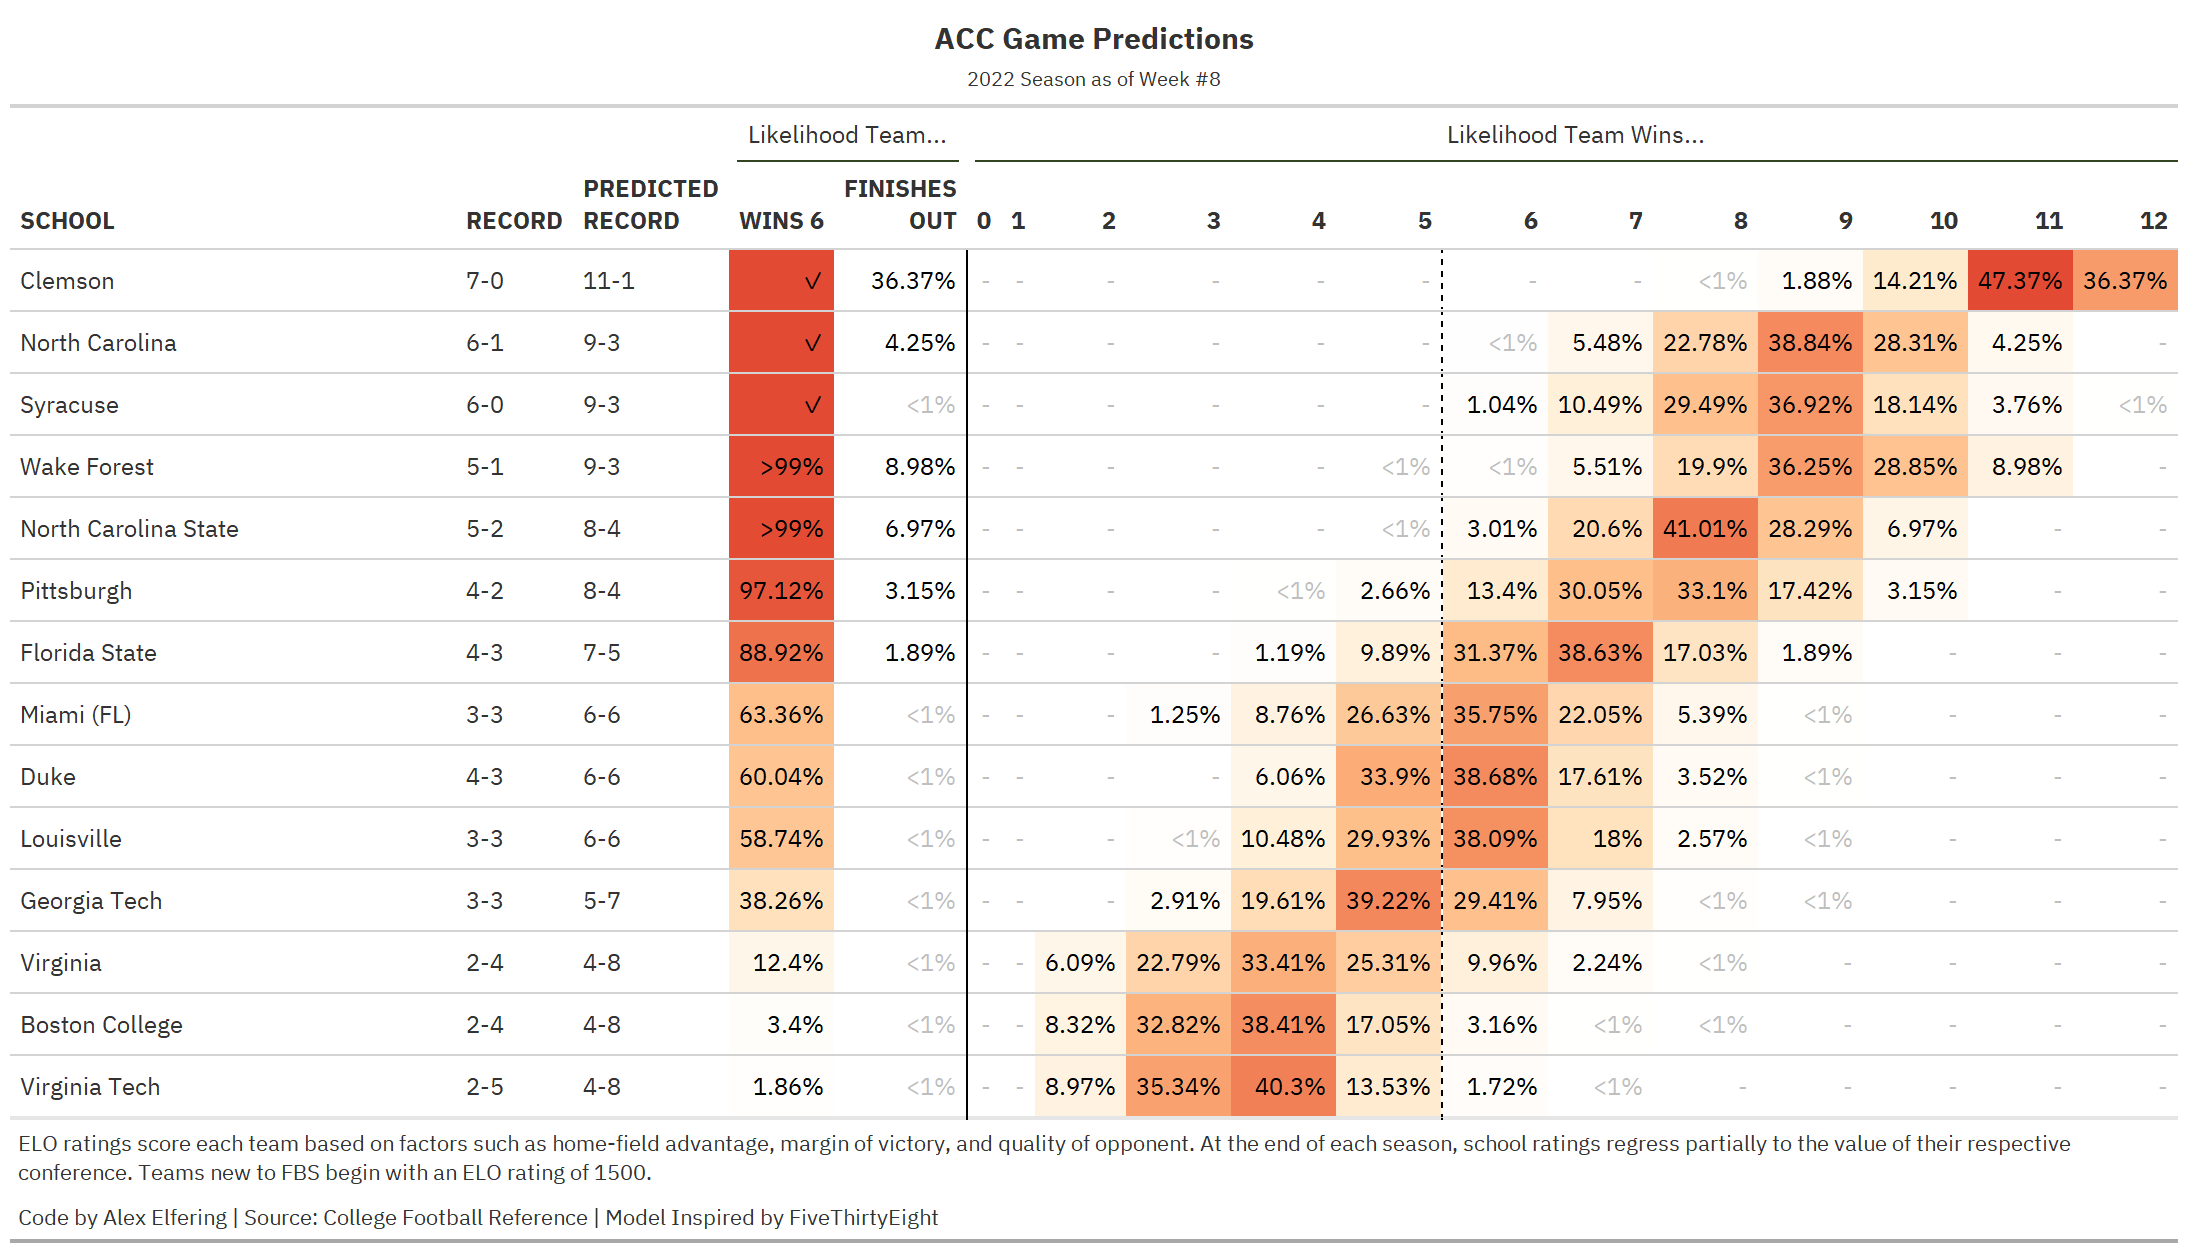 ACC Game Predictions
2022 Season as of Week #8
Likelihood Team... Likelihood Team Wins...
SCHOOL RECORD PREDICTED RECORD WINS 6 FINISHES OUT 0 1 2 3 4 5 6 7 8 9 10 11 12
Clemson 7-0 11-1 ✓ 36.37% - - - - - - - - <1% 1.88% 14.21% 47.37% 36.37%
North Carolina 6-1 9-3 ✓ 4.25% - - - - - - <1% 5.48% 22.78% 38.84% 28.31% 4.25% -
Syracuse 6-0 9-3 ✓ <1% - - - - - - 1.04% 10.49% 29.49% 36.92% 18.14% 3.76% <1%
Wake Forest 5-1 9-3 >99% 8.98% - - - - - <1% <1% 5.51% 19.9% 36.25% 28.85% 8.98% -
North Carolina State 5-2 8-4 >99% 6.97% - - - - - <1% 3.01% 20.6% 41.01% 28.29% 6.97% - -
Pittsburgh 4-2 8-4 97.12% 3.15% - - - - <1% 2.66% 13.4% 30.05% 33.1% 17.42% 3.15% - -
Florida State 4-3 7-5 88.92% 1.89% - - - - 1.19% 9.89% 31.37% 38.63% 17.03% 1.89% - - -
Miami (FL) 3-3 6-6 63.36% <1% - - - 1.25% 8.76% 26.63% 35.75% 22.05% 5.39% <1% - - -
Duke 4-3 6-6 60.04% <1% - - - - 6.06% 33.9% 38.68% 17.61% 3.52% <1% - - -
Louisville 3-3 6-6 58.74% <1% - - - <1% 10.48% 29.93% 38.09% 18% 2.57% <1% - - -
Georgia Tech 3-3 5-7 38.26% <1% - - - 2.91% 19.61% 39.22% 29.41% 7.95% <1% <1% - - -
Virginia 2-4 4-8 12.4% <1% - - 6.09% 22.79% 33.41% 25.31% 9.96% 2.24% <1% - - - -
Boston College 2-4 4-8 3.4% <1% - - 8.32% 32.82% 38.41% 17.05% 3.16% <1% <1% - - - -
Virginia Tech 2-5 4-8 1.86% <1% - - 8.97% 35.34% 40.3% 13.53% 1.72% <1% - - - - -
ELO ratings score each team based on factors such as home-field advantage, margin of victory, and quality of opponent. At the end of each season, school ratings regress partially to the value of their respective
conference. Teams new to FBS begin with an ELO rating of 1500.
Code by Alex Elfering | Source: College Football Reference | Model Inspired by FiveThirtyEight